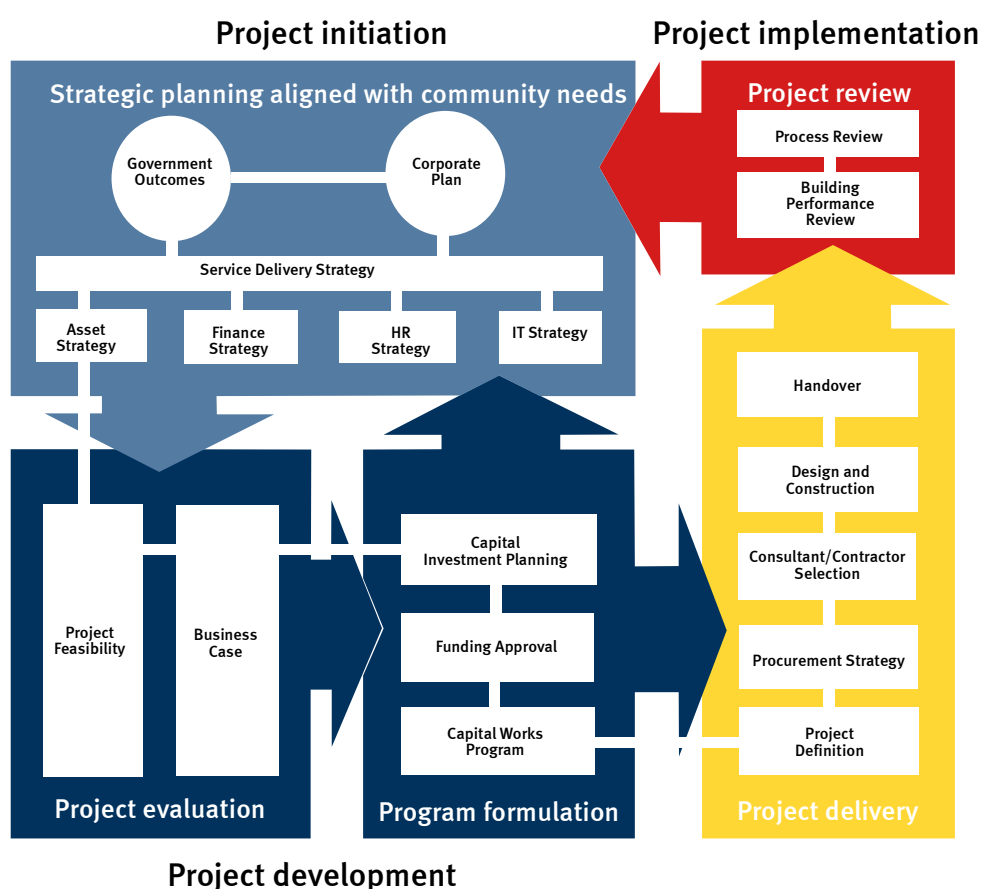 Project initiation
Project implementation
Strategic planning aligned with community needs
Government
Outcomes
Corporate
Plan
Service Delivery Strategy
Asset
Strategy
Finance
Strategy
HR
Strategy
IT Strategy
Project review
Process Review
Building
Performance
Review
Project
Feasibility
Business
Case
Project evaluation
Capital
Investment Planning
Funding Approval
Capital Works
Program
Program formulation
Handover
Design and
Construction
Consultant/Contractor
Selection
Procurement Strategy
Project
Definition
Project delivery
Project development